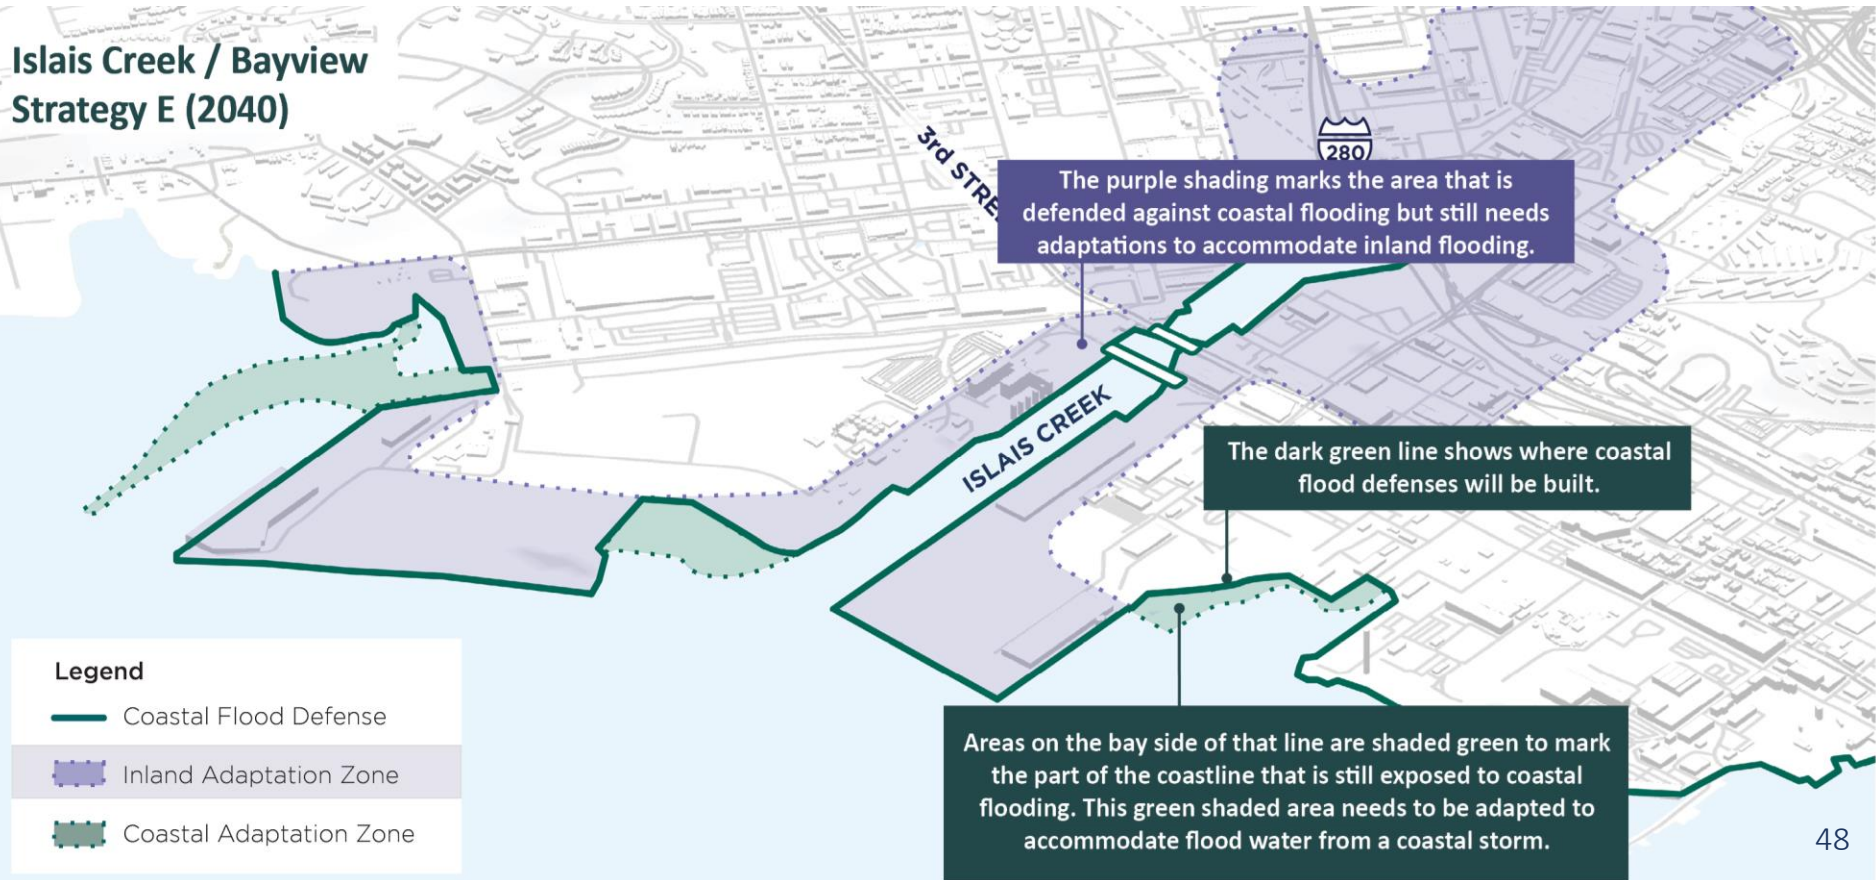 Islais Creek / Bayview
Strategy E (2040)
3rd STRE
280
The purple shading marks the area that is
defended against coastal flooding but still needs
adaptations to accommodate inland flooding.
ISLAIS CREEK
The dark green line shows where coastal
flood defenses will be built.
Legend
Coastal Flood Defense
Inland Adaptation Zone
Coastal Adaptation Zone
Areas on the bay side of that line are shaded green to mark
the part of the coastline that is still exposed to coastal
flooding. This green shaded area needs to be adapted to
accommodate flood water from a coastal storm.
48